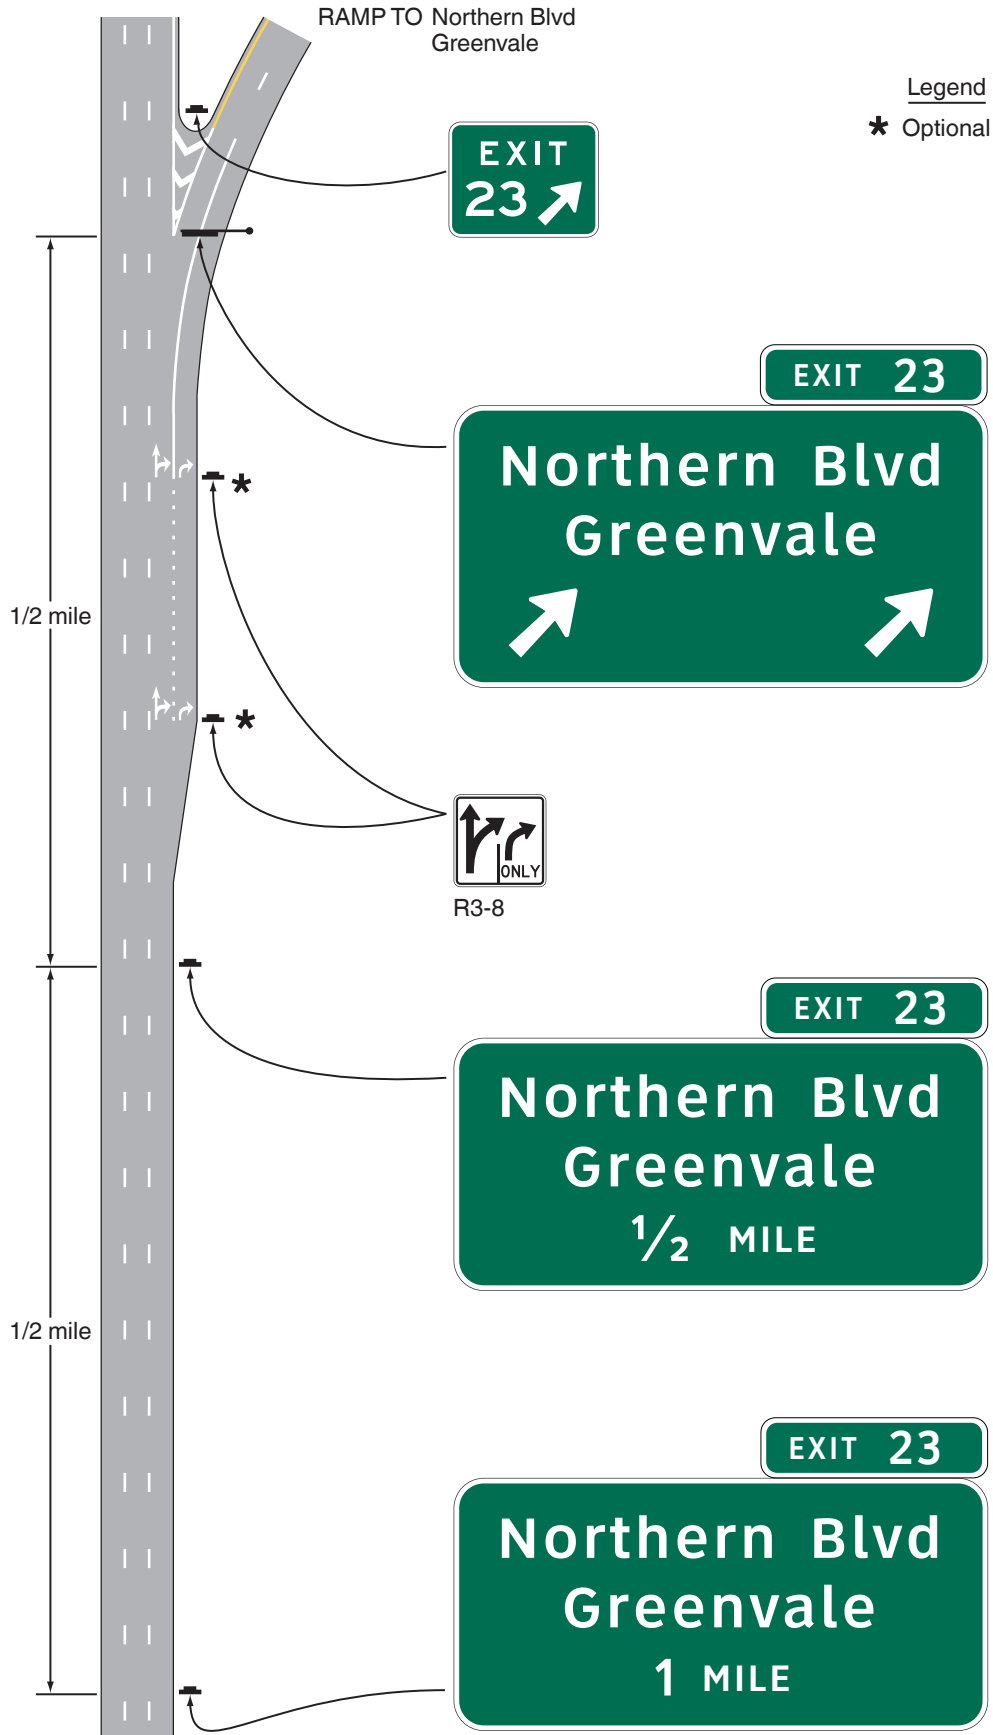 RAMP TO Northern Blvd
Greenvale
Legend
* Optional
EXIT
23
EXIT 23
Northern Blvd
Greenvale
*
1/2 mile
*
ONLY
R3-8
EXIT 23
Northern Blvd
Greenvale
1/2 MILE
1/2 mile
EXIT 23
Northern Blvd
Greenvale
1 MILE